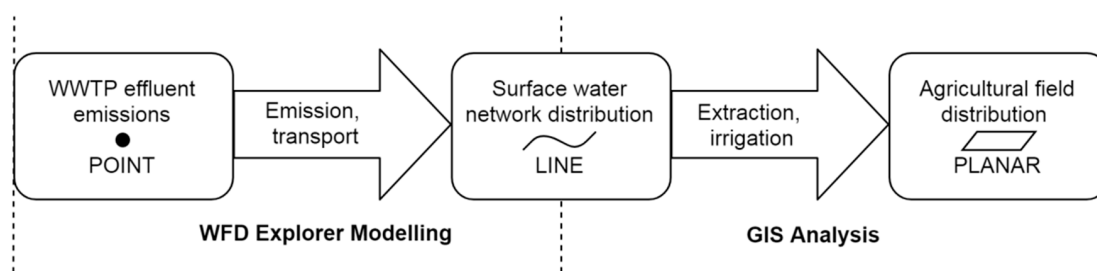 WWTP effluent
emissions
POINT
Emission,
transport
Surface water
network distribution
LINE
Extraction,
irrigation
Agricultural field
distribution
PLANAR
WFD Explorer Modelling
GIS Analysis